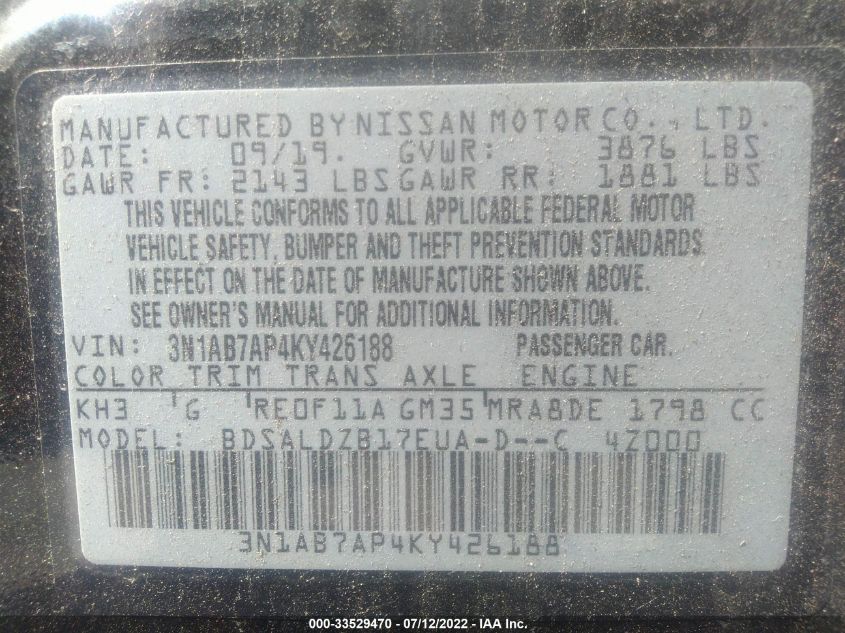 MANUFACTURED BY NISSAN MOTOR CO., LTD.
DATE: 09/19. GVWR: 3876 LBS
GAWR FR: 2143 LBS GAWR RR: 1881 LBS
THIS VEHICLE CONFORMS TO ALL APPLICABLE FEDERAL MOTOR
VEHICLE SAFETY, BUMPER AND THEFT PREVENTION STANDARDS
IN EFFECT ON THE DATE OF MANUFACTURE SHOWN ABOVE.
SEE OWNER'S MANUAL FOR ADDITIONAL INFORMATION.
VIN: 3N1AB7AP4KY426188 PASSENGER CAR.
COLOR TRIM TRANS AXLE ENGINE
KH3 G RE0F11A GM35 MRA8DE 1798 CC
MODEL: BDSALDZB17EUA-D--C 4Z000
3N1AB7AP4KY426188
000-33529470 - 07/12/2022 - IAA Inc.